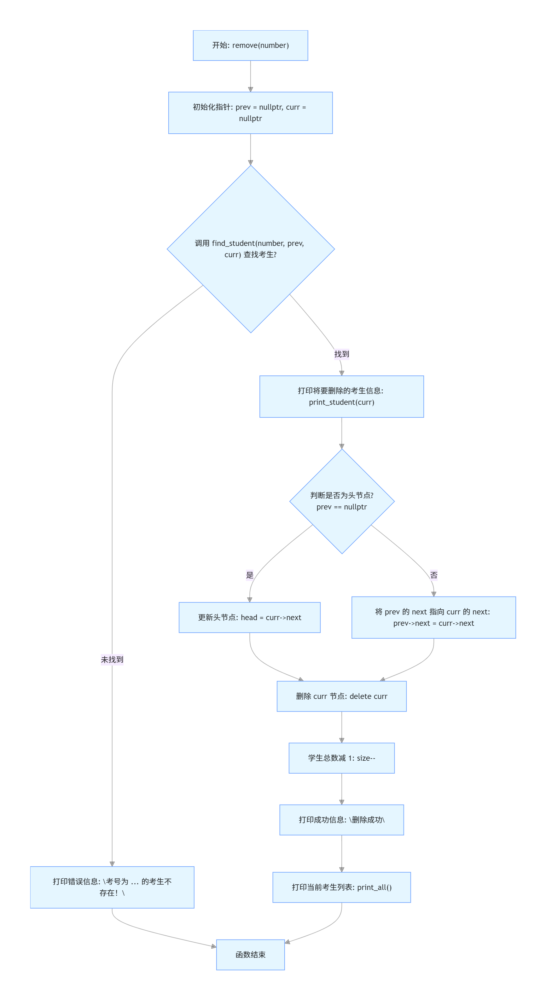 开始: remove(number)
初始化指针: prev = nullptr, curr =
nullptr
调用 find_student(number, prev,
curr) 查找考生?
找到
打印将要删除的考生信息:
print_student(curr)
判断是否为头节点?
prev == nullptr
是
否
更新头节点: head = curr->next
将 prev 的 next 指向 curr 的 next:
prev->next = curr->next
未找到
删除 curr 节点: delete curr
学生总数减 1: size--
打印成功信息: \删除成功\
打印错误信息: \考号为 ... 的考生不
存在！\
打印当前考生列表: print_all()
函数结束